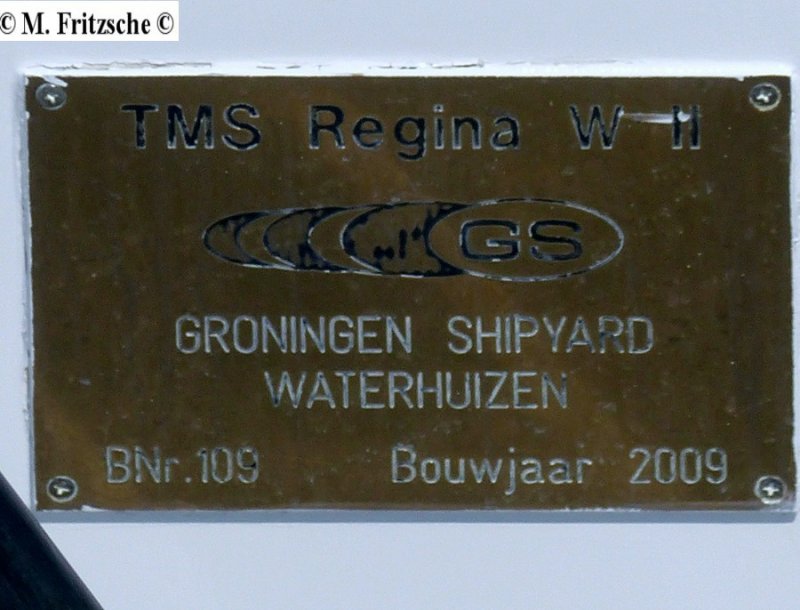 © M. Fritzsche ©
TMS Regina W II
GS
GRONINGEN SHIPYARD
WATERHUIZEN
BNr.109 Bouwjaar 2009